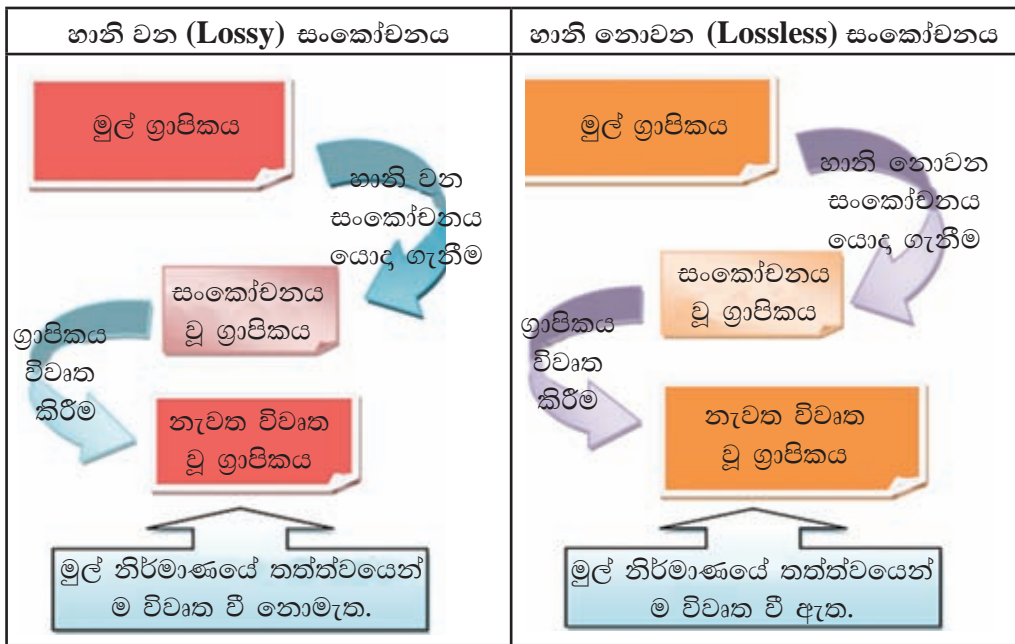 හානි වන (Lossy) සංකෝචනය
මුල් ග්‍රාපිකය
හානි වන
සංකෝචනය
යොදා ගැනීම
සංකෝචනය
වූ ග්‍රාපිකය
ග්‍රාපිකය
විවෘත
කිරීම
නැවත විවෘත
වූ ග්‍රාපිකය
මුල් නිර්මාණයේ තත්ත්වයෙන්
ම විවෘත වී නොමැත.
හානි නොවන (Lossless) සංකෝචනය
මුල් ග්‍රාපිකය
හානි නොවන
සංකෝචනය
යොදා ගැනීම
සංකෝචනය
වූ ග්‍රාපිකය
ග්‍රාපිකය
විවෘත
කිරීම
නැවත විවෘත
වූ ග්‍රාපිකය
මුල් නිර්මාණයේ තත්ත්වයෙන්
ම විවෘත වී ඇත.